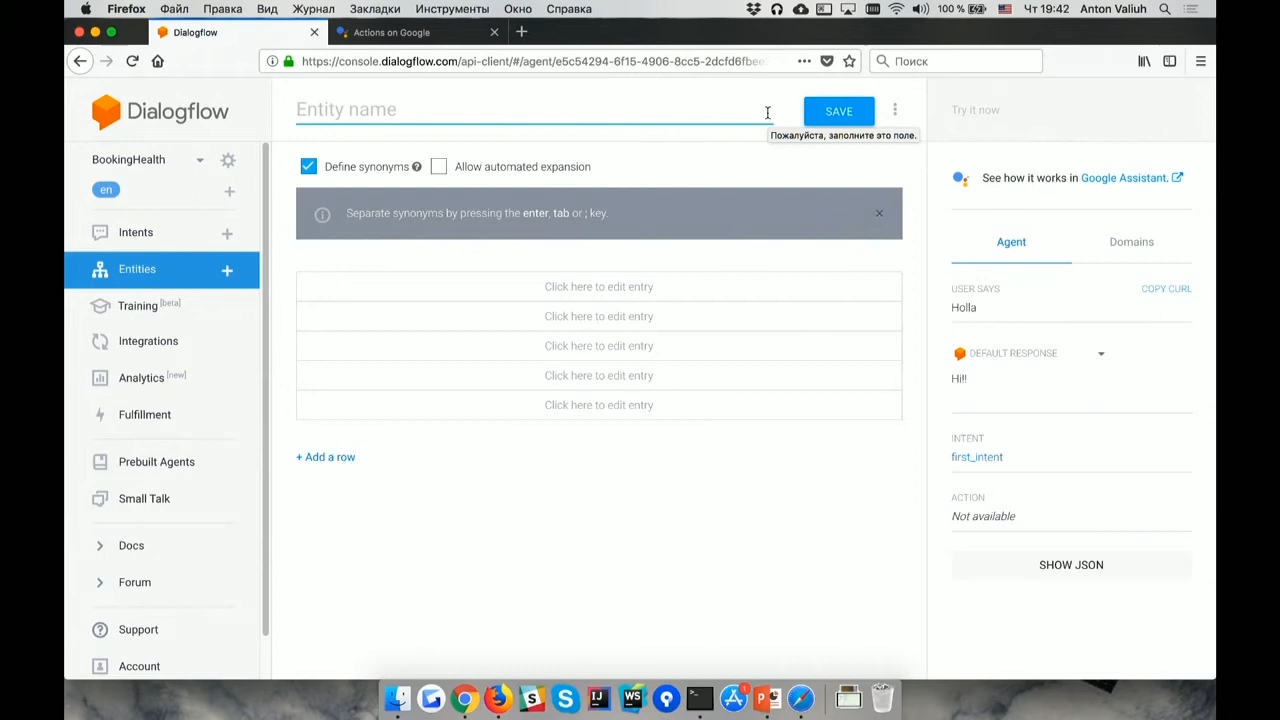 Firefox Файл Правка Вид Журнал Закладки Инструменты Окно Справка 100 % Чт 19:42 Anton Valiuh
Dialogflow Actions on Google
https://console.dialogflow.com/api-client/#/agent/e5c54294-6f15-4906-8cc5-2dcfd6fbee Поиск
Dialogflow
Entity name
SAVE
Try it now
Пожалуйста, заполните это поле.
BookingHealth
en
Intents
Entities
Training [beta]
Integrations
Analytics [new]
Fulfillment
Prebuilt Agents
Small Talk
Docs
Forum
Support
Account
Define synonyms Allow automated expansion
Separate synonyms by pressing the enter, tab or ; key.
Click here to edit entry
Click here to edit entry
Click here to edit entry
Click here to edit entry
Click here to edit entry
+ Add a row
See how it works in Google Assistant.
Agent Domains
USER SAYS COPY CURL
Holla
DEFAULT RESPONSE
Hi!!
INTENT
first_intent
ACTION
Not available
SHOW JSON